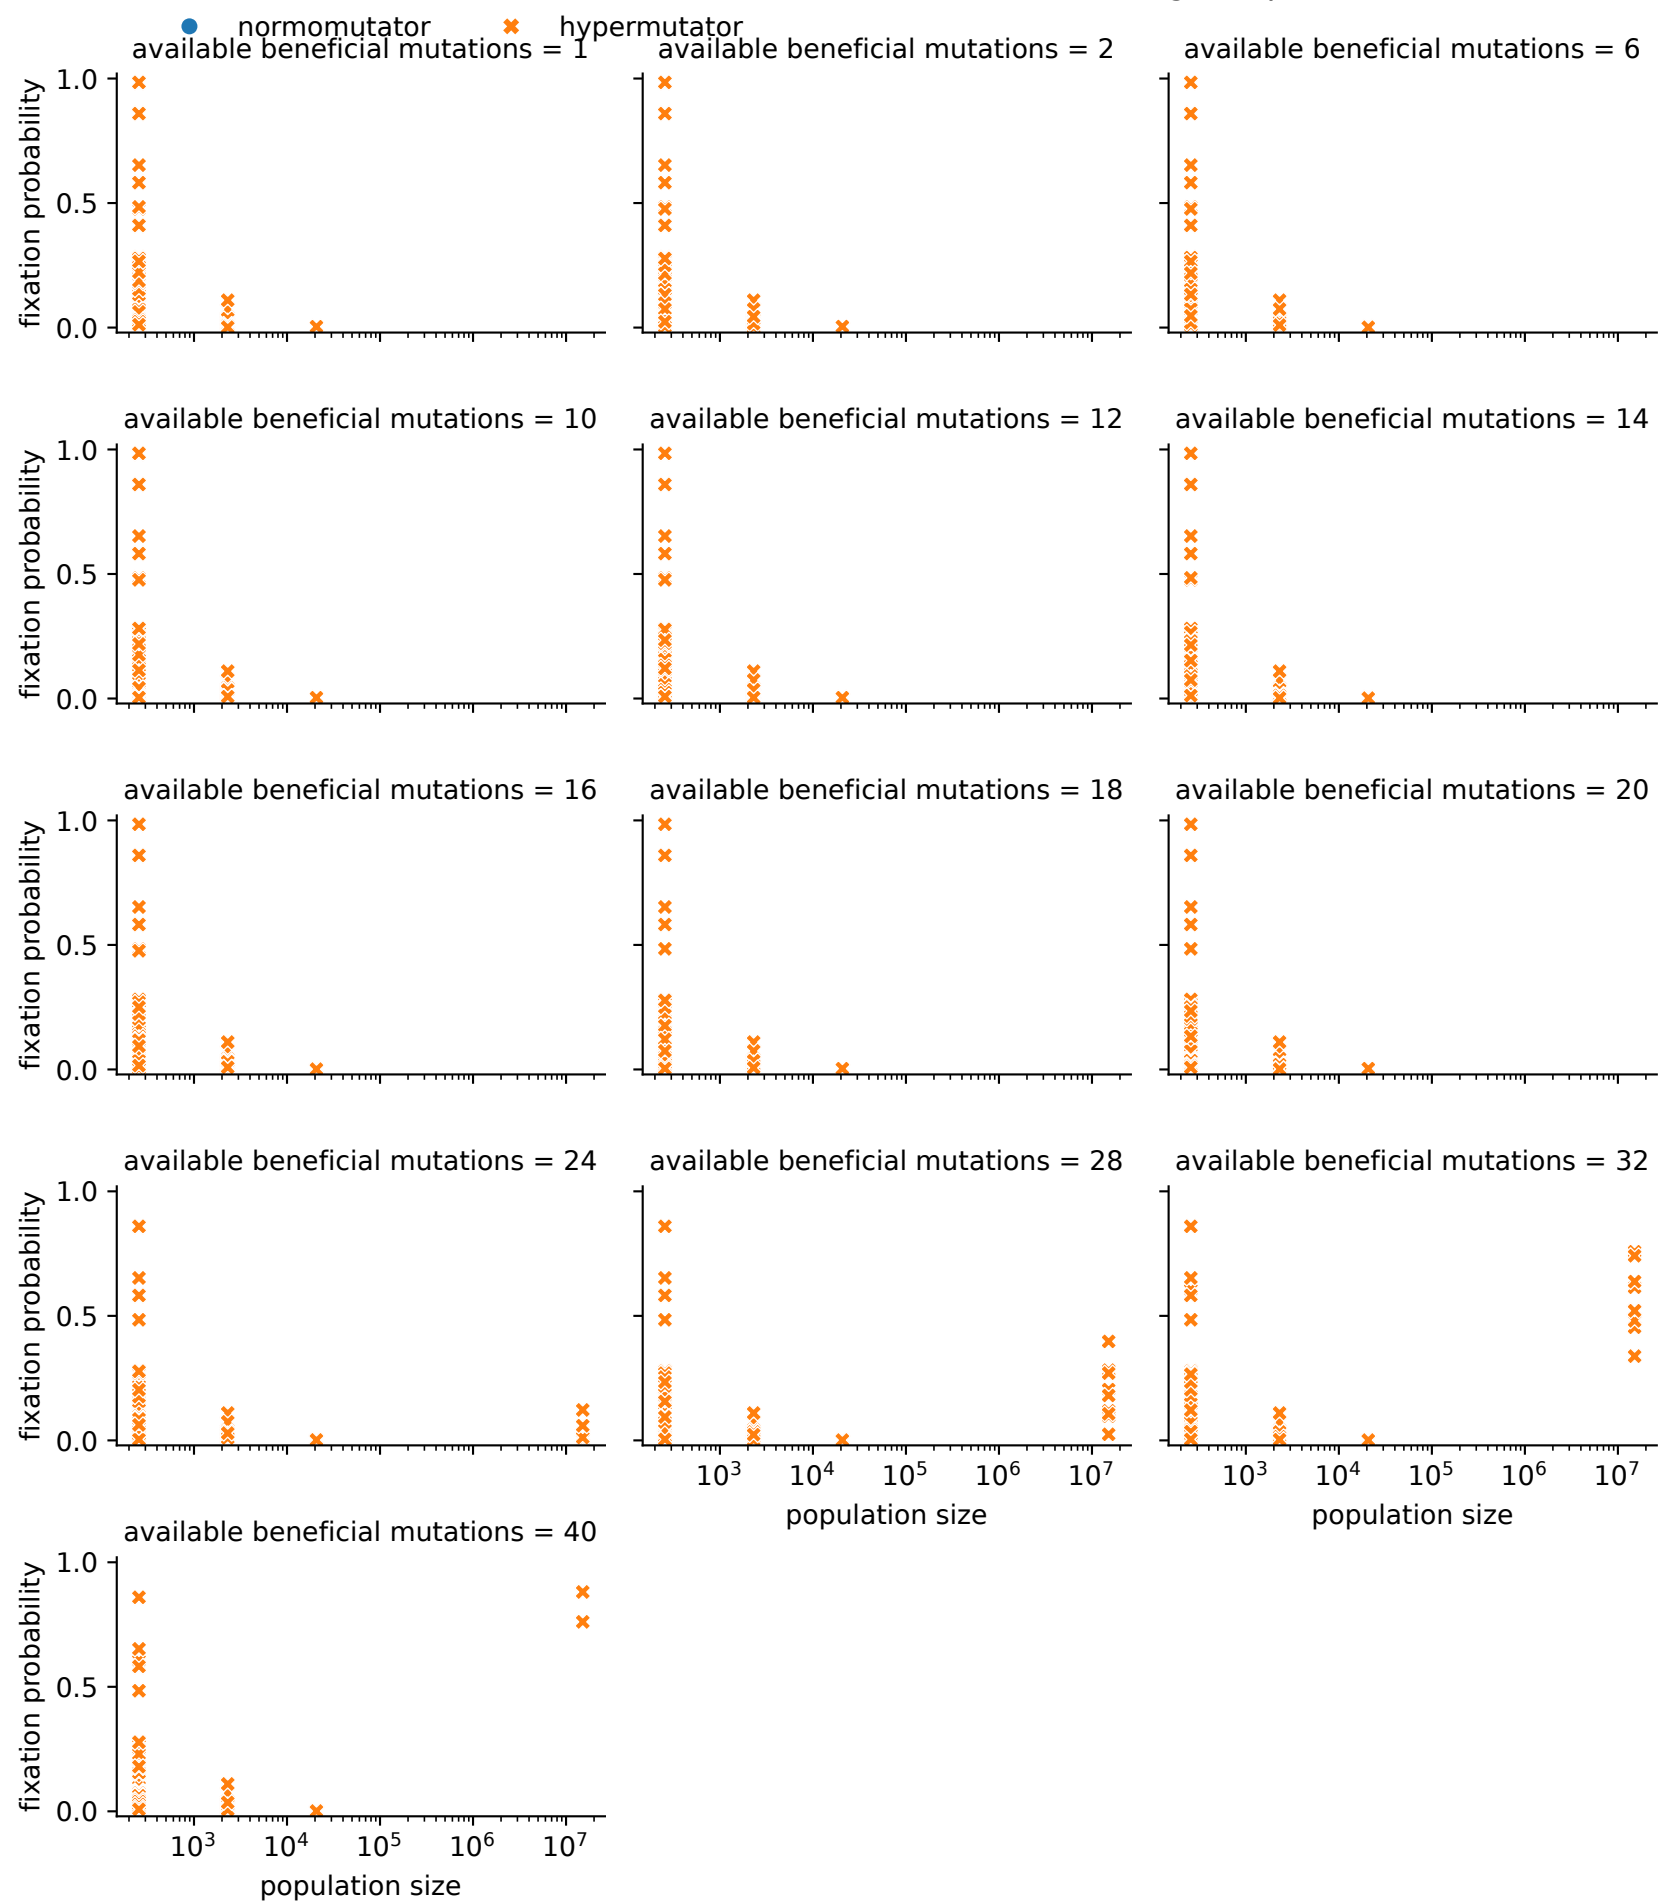 normomutator hypermutator
available beneficial mutations = 1 available beneficial mutations = 2 available beneficial mutations = 6
1.0
0.5
0.0
fixation probability
available beneficial mutations = 10 available beneficial mutations = 12 available beneficial mutations = 14
1.0
0.5
0.0
fixation probability
available beneficial mutations = 16 available beneficial mutations = 18 available beneficial mutations = 20
1.0
0.5
0.0
fixation probability
available beneficial mutations = 24 available beneficial mutations = 28 available beneficial mutations = 32
1.0
0.5
0.0
fixation probability
10³ 10⁴ 10⁵ 10⁶ 10⁷ 10³ 10⁴ 10⁵ 10⁶ 10⁷
population size population size
available beneficial mutations = 40
1.0
0.5
0.0
fixation probability
10³ 10⁴ 10⁵ 10⁶ 10⁷
population size